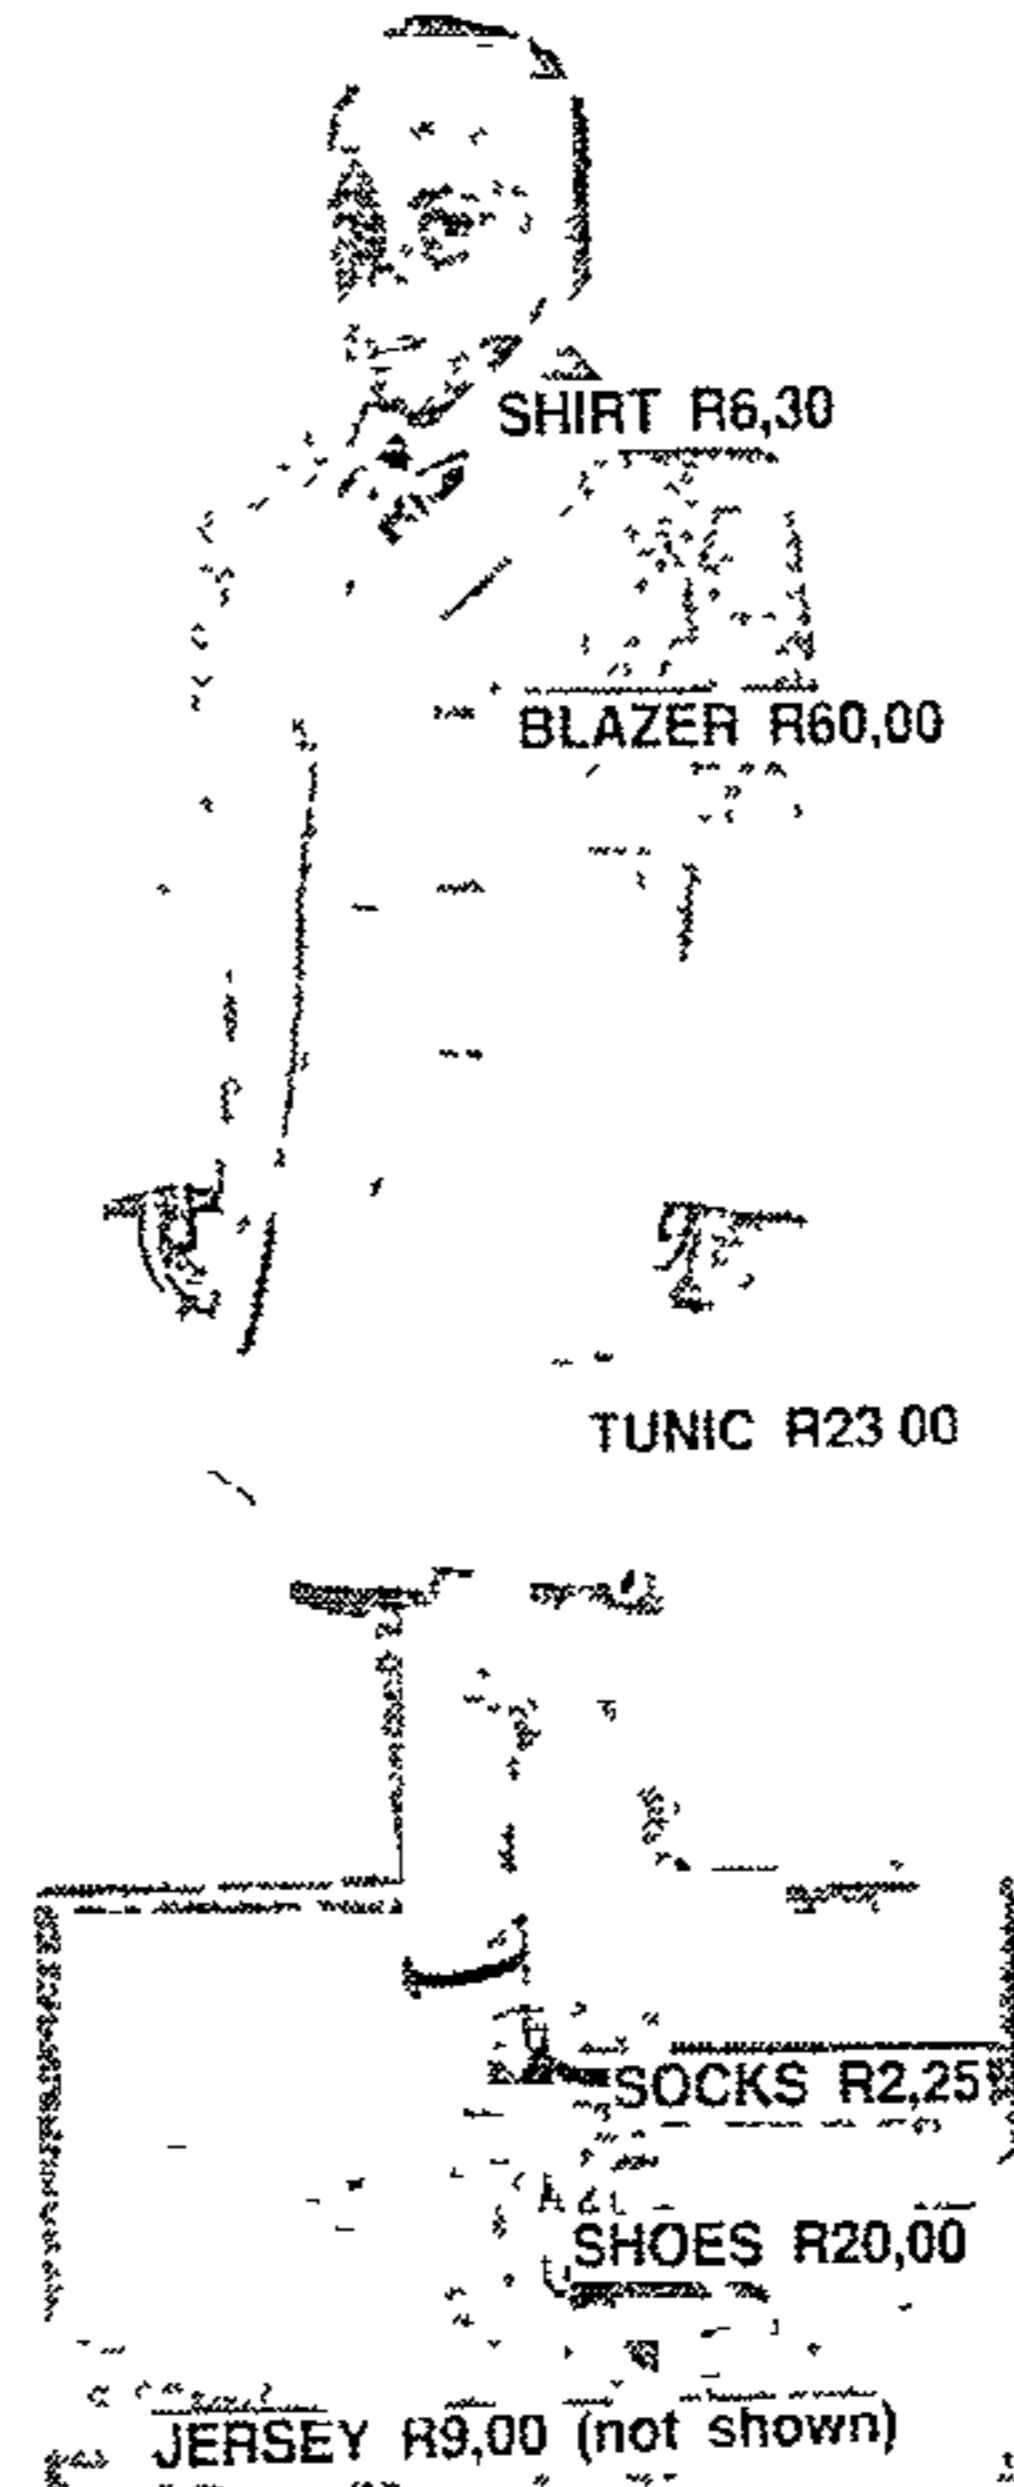 SHIRT R6,30
BLAZER R60,00
TUNIC R23 00
SOCKS R2,25
SHOES R20,00
JERSEY R9,00 (not shown)